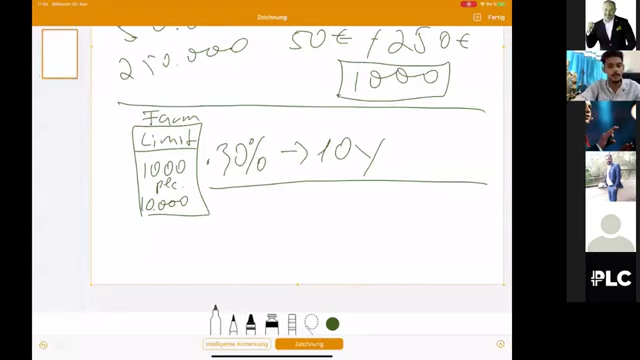 Zeichnung
Fertig
250.000
50€ / 250€
1000
Farm
Limit
1000
plc.
10.000
.30% → 10y
Intelligente Anmerkung
Zeichnung
PLC